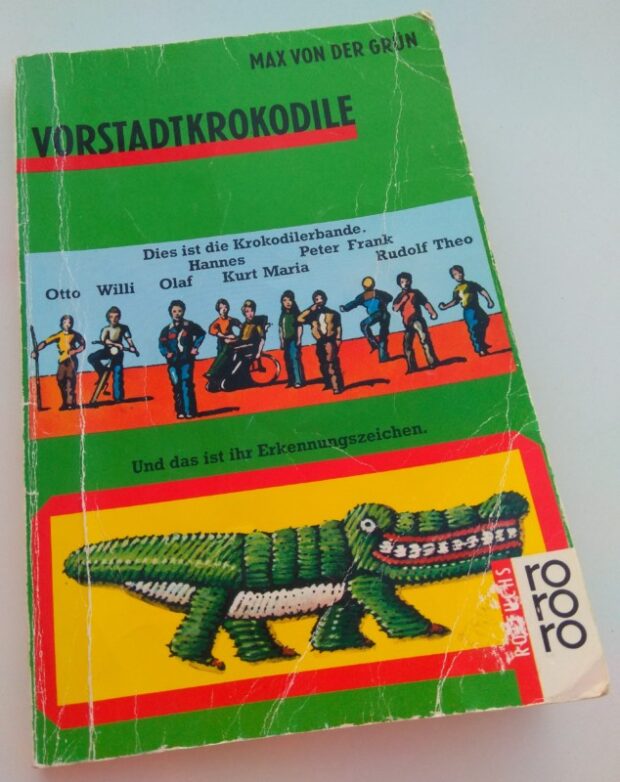 MAX VON DER GRÜN
VORSTADTKROKODILE
Dies ist die Krokodilerbande.
Otto Willi Olaf Hannes Kurt Maria Peter Frank Rudolf Theo
Und das ist ihr Erkennungszeichen.
ro
ro
ro